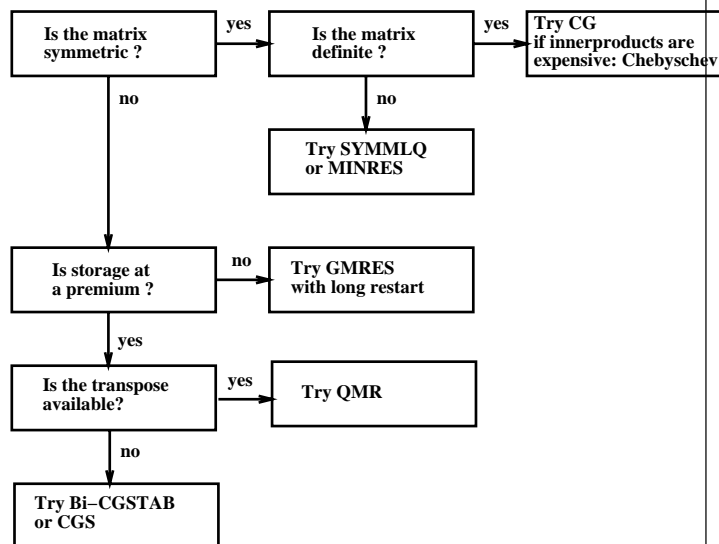 Is the matrix
symmetric ?
yes
Is the matrix
definite ?
yes
Try CG
if innerproducts are
expensive: Chebyschev
no
no
Try SYMMLQ
or MINRES
Is storage at
a premium ?
no
Try GMRES
with long restart
yes
Is the transpose
available?
yes
Try QMR
no
Try Bi−CGSTAB
or CGS